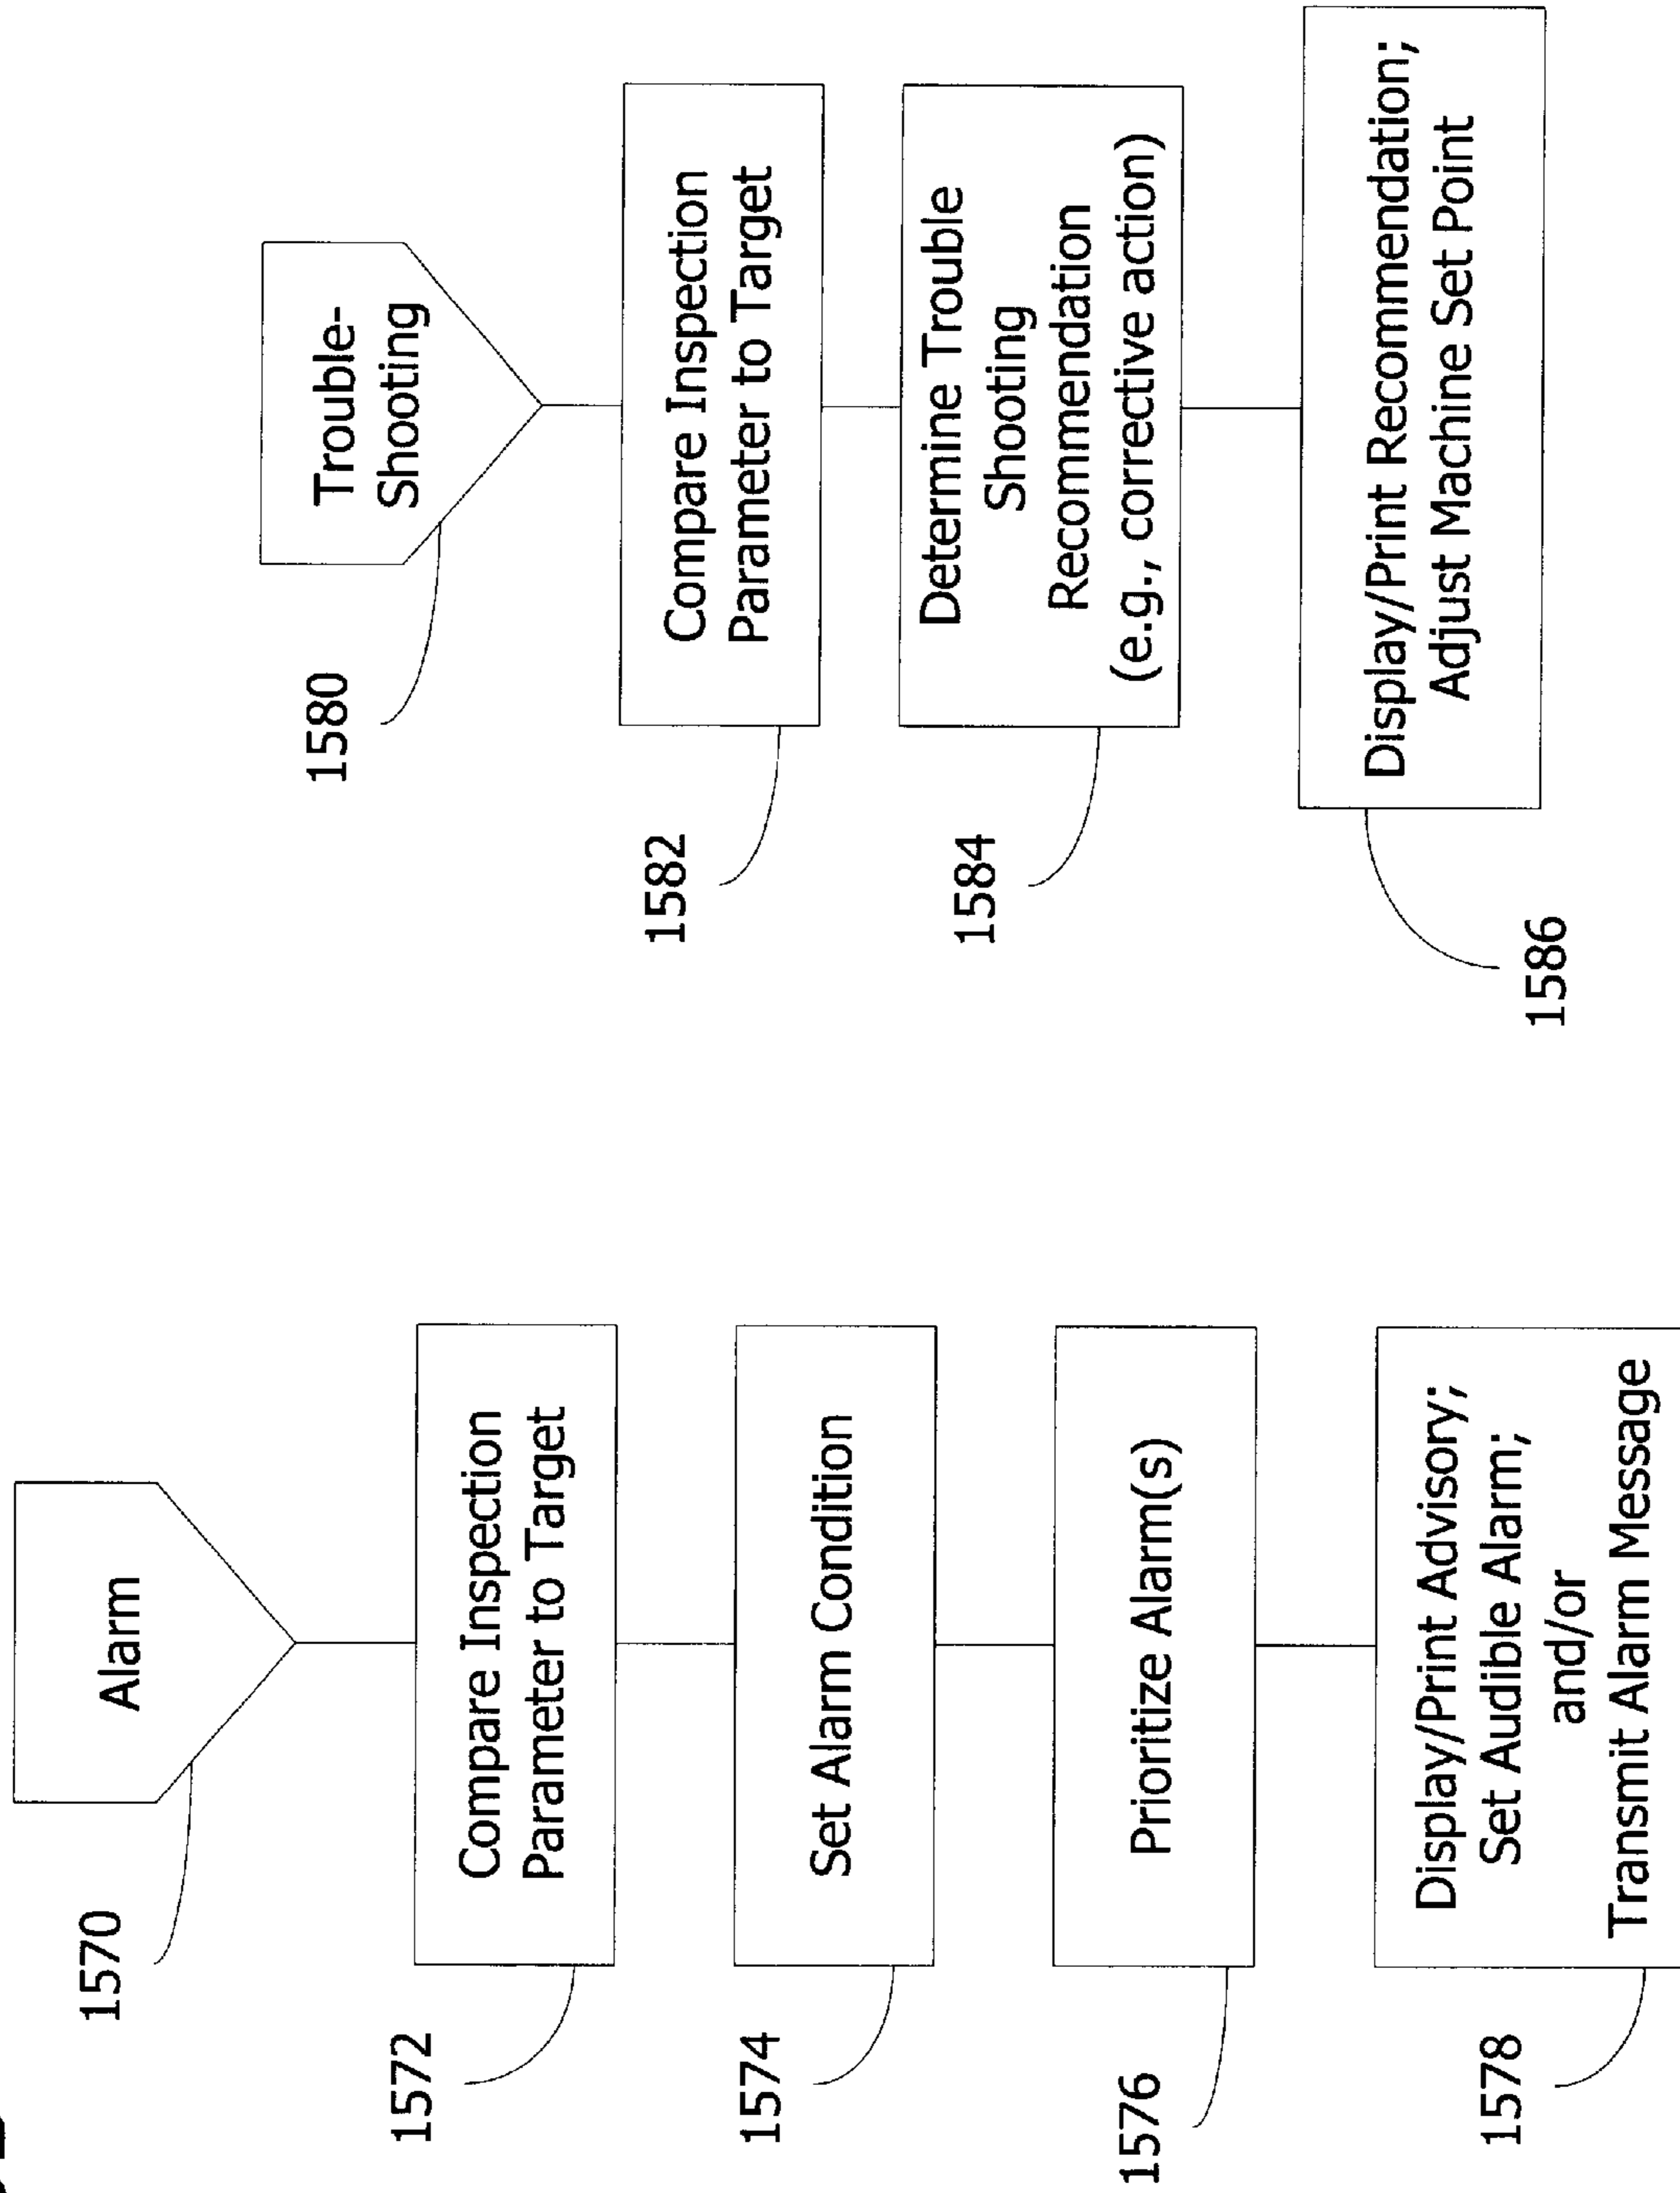 Alarm
1570
Compare Inspection
Parameter to Target
1572
Set Alarm Condition
1574
Prioritize Alarm(s)
1576
Display/Print Advisory;
Set Audible Alarm;
and/or
Transmit Alarm Message
1578
Trouble-
Shooting
1580
Compare Inspection
Parameter to Target
1582
Determine Trouble
Shooting
Recommendation
(e.g., corrective action)
1584
Display/Print Recommendation;
Adjust Machine Set Point
1586